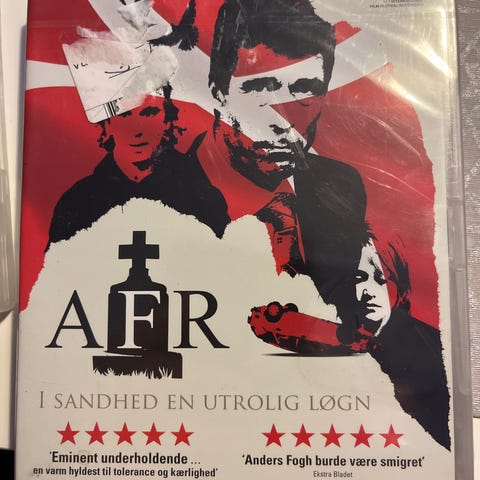 AFR
I SANDHED EN UTROLIG LØGN
'Eminent underholdende ...
en varm hyldest til tolerance og kærlighed'
'Anders Fogh burde være smigret'
Ekstra Bladet